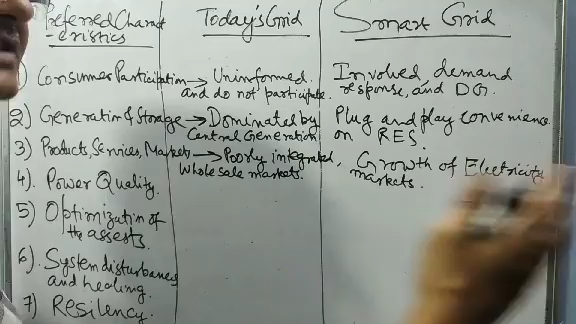 Preferred Charact
-eristics
Today's Grid
Smart Grid
1) Consumer Participation → Uninformed
and do not participate.
Involved, demand
response, and DG.
2) Generation & Storage → Dominated by
Central Generation
Plug and play convenience
on RES.
3) Products, Services, Markets → Poorly integrated,
Wholesale markets.
Growth of Electricity
markets.
4). Power Quality.
5) Optimization of
the assests.
6). System disturbances
and healing.
7) Resilency.